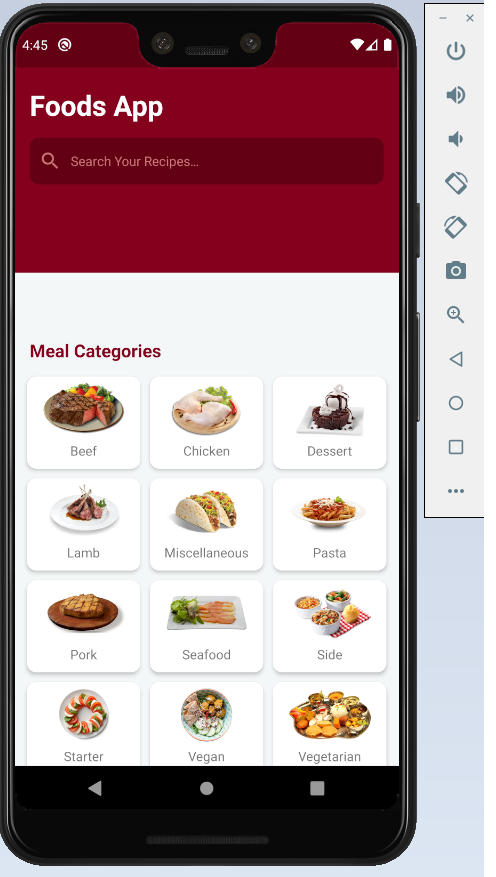 4:45
Foods App
Search Your Recipes...
Meal Categories
Beef
Chicken
Dessert
Lamb
Miscellaneous
Pasta
Pork
Seafood
Side
Starter
Vegan
Vegetarian